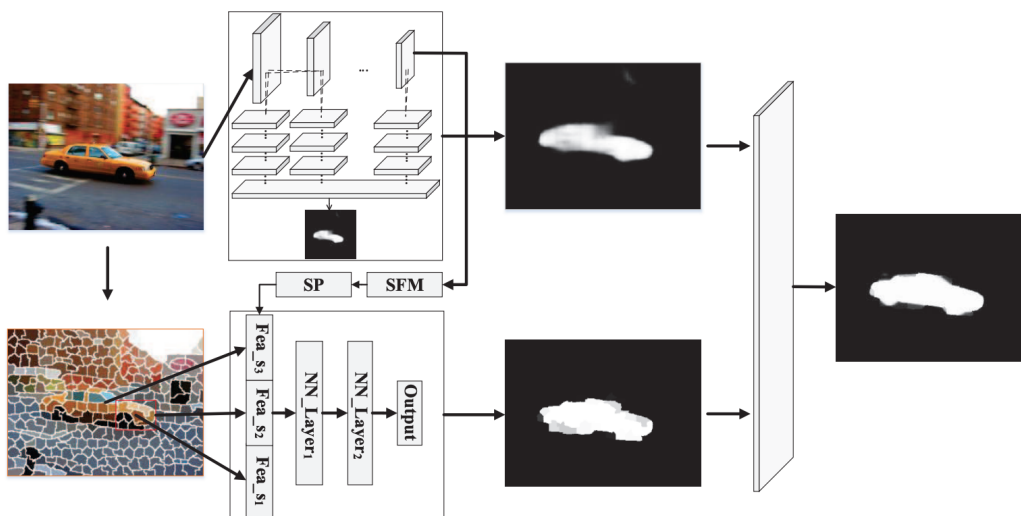 ...
SP
SFM
Fea_s3
Fea_s2
Fea_s1
NN_Layer1
NN_Layer2
Output